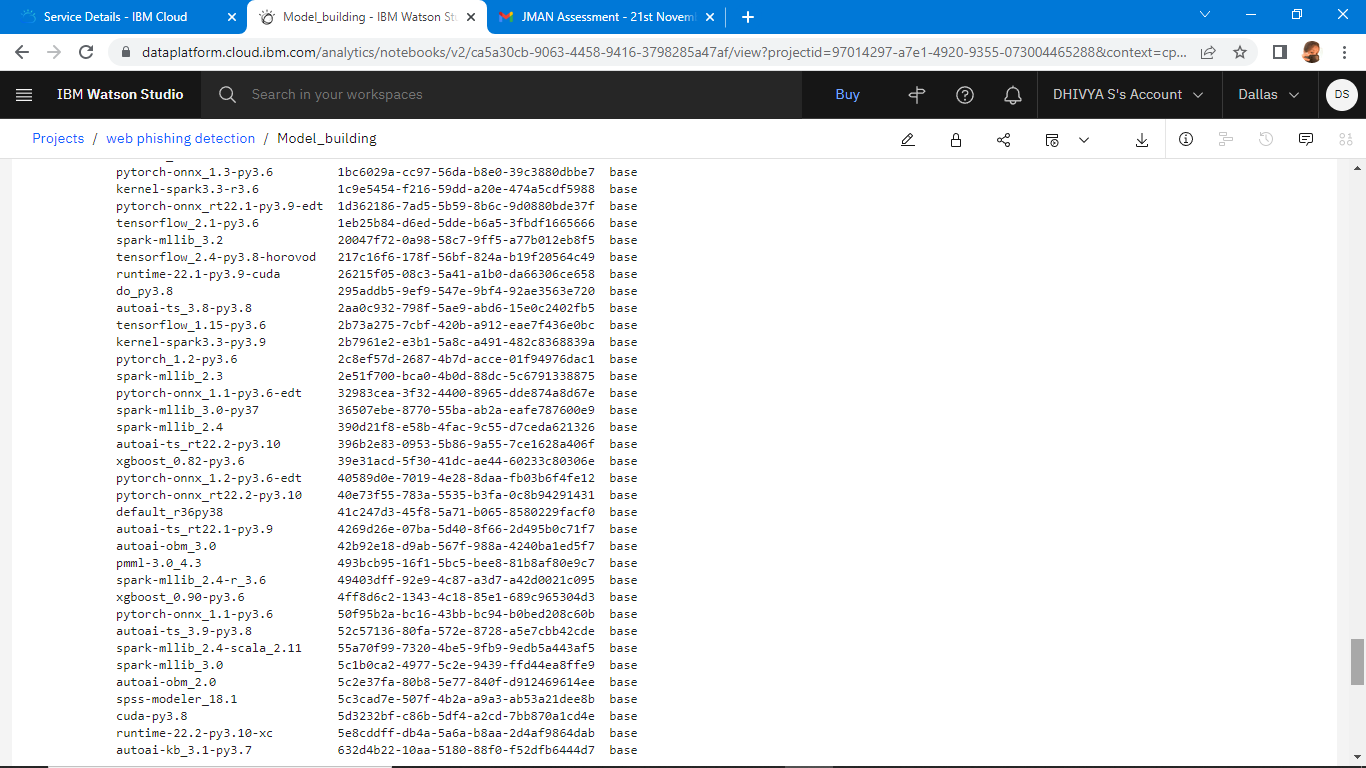 Service Details - IBM Cloud
Model_building - IBM Watson Stu
JMAN Assessment - 21st Novem
dataplatform.cloud.ibm.com/analytics/notebooks/v2/ca5a30cb-9063-4458-9416-3798285a47af/view?projectid=97014297-a7e1-4920-9355-073004465288&context=cp...
IBM Watson Studio
Search in your workspaces
Buy
DHIVYA S's Account
Dallas
DS
Projects / web phishing detection / Model_building
pytorch-onnx_1.3-py3.6 1bc6029a-cc97-56da-b8e0-39c3880dbbe7 base
kernel-spark3.3-r3.6 1c9e5454-f216-59dd-a20e-474a5cdf5988 base
pytorch-onnx_rt22.1-py3.9-edt 1d362186-7ad5-5b59-8b6c-9d0880bde37f base
tensorflow_2.1-py3.6 1eb25b84-d6ed-5dde-b6a5-3fbdf1665666 base
spark-mllib_3.2 20047f72-0a98-58c7-9ff5-a77b012eb8f5 base
tensorflow_2.4-py3.8-horovod 217c16f6-178f-56bf-824a-b19f20564c49 base
runtime-22.1-py3.9-cuda 26215f05-08c3-5a41-a1b0-da66306ce658 base
do_py3.8 295addb5-9ef9-547e-9bf4-92ae3563e720 base
autoai-ts_3.8-py3.8 2aa0c932-798f-5ae9-abd6-15e0c2402fb5 base
tensorflow_1.15-py3.6 2b73a275-7cbf-420b-a912-eae7f436e0bc base
kernel-spark3.3-py3.9 2b7961e2-e3b1-5a8c-a491-482c8368839a base
pytorch_1.2-py3.6 2c8ef57d-2687-4b7d-acce-01f94976dac1 base
spark-mllib_2.3 2e51f700-bca0-4b0d-88dc-5c6791338875 base
pytorch-onnx_1.1-py3.6-edt 32983cea-3f32-4400-8965-dde874a8d67e base
spark-mllib_3.0-py37 36507ebe-8770-55ba-ab2a-eafe787600e9 base
spark-mllib_2.4 390d21f8-e58b-4fac-9c55-d7ceda621326 base
autoai-ts_rt22.2-py3.10 396b2e83-0953-5b86-9a55-7ce1628a406f base
xgboost_0.82-py3.6 39e31acd-5f30-41dc-ae44-60233c80306e base
pytorch-onnx_1.2-py3.6-edt 40589d0e-7019-4e28-8daa-fb03b6f4fe12 base
pytorch-onnx_rt22.2-py3.10 40e73f55-783a-5535-b3fa-0c8b94291431 base
default_r36py38 41c247d3-45f8-5a71-b065-8580229facf0 base
autoai-ts_rt22.1-py3.9 4269d26e-07ba-5d40-8f66-2d495b0c71f7 base
autoai-obm_3.0 42b92e18-d9ab-567f-988a-4240ba1ed5f7 base
pmml-3.0_4.3 493bcb95-16f1-5bc5-bee8-81b8af80e9c7 base
spark-mllib_2.4-r_3.6 49403dff-92e9-4c87-a3d7-a42d0021c095 base
xgboost_0.90-py3.6 4ff8d6c2-1343-4c18-85e1-689c965304d3 base
pytorch-onnx_1.1-py3.6 50f95b2a-bc16-43bb-bc94-b0bed208c60b base
autoai-ts_3.9-py3.8 52c57136-80fa-572e-8728-a5e7cbb42cde base
spark-mllib_2.4-scala_2.11 55a70f99-7320-4be5-9fb9-9edb5a443af5 base
spark-mllib_3.0 5c1b0ca2-4977-5c2e-9439-ffd44ea8ffe9 base
autoai-obm_2.0 5c2e37fa-80b8-5e77-840f-d912469614ee base
spss-modeler_18.1 5c3cad7e-507f-4b2a-a9a3-ab53a21dee8b base
cuda-py3.8 5d3232bf-c86b-5df4-a2cd-7bb870a1cd4e base
runtime-22.2-py3.10-xc 5e8cddff-db4a-5a6a-b8aa-2d4af9864dab base
autoai-kb_3.1-py3.7 632d4b22-10aa-5180-88f0-f52dfb6444d7 base